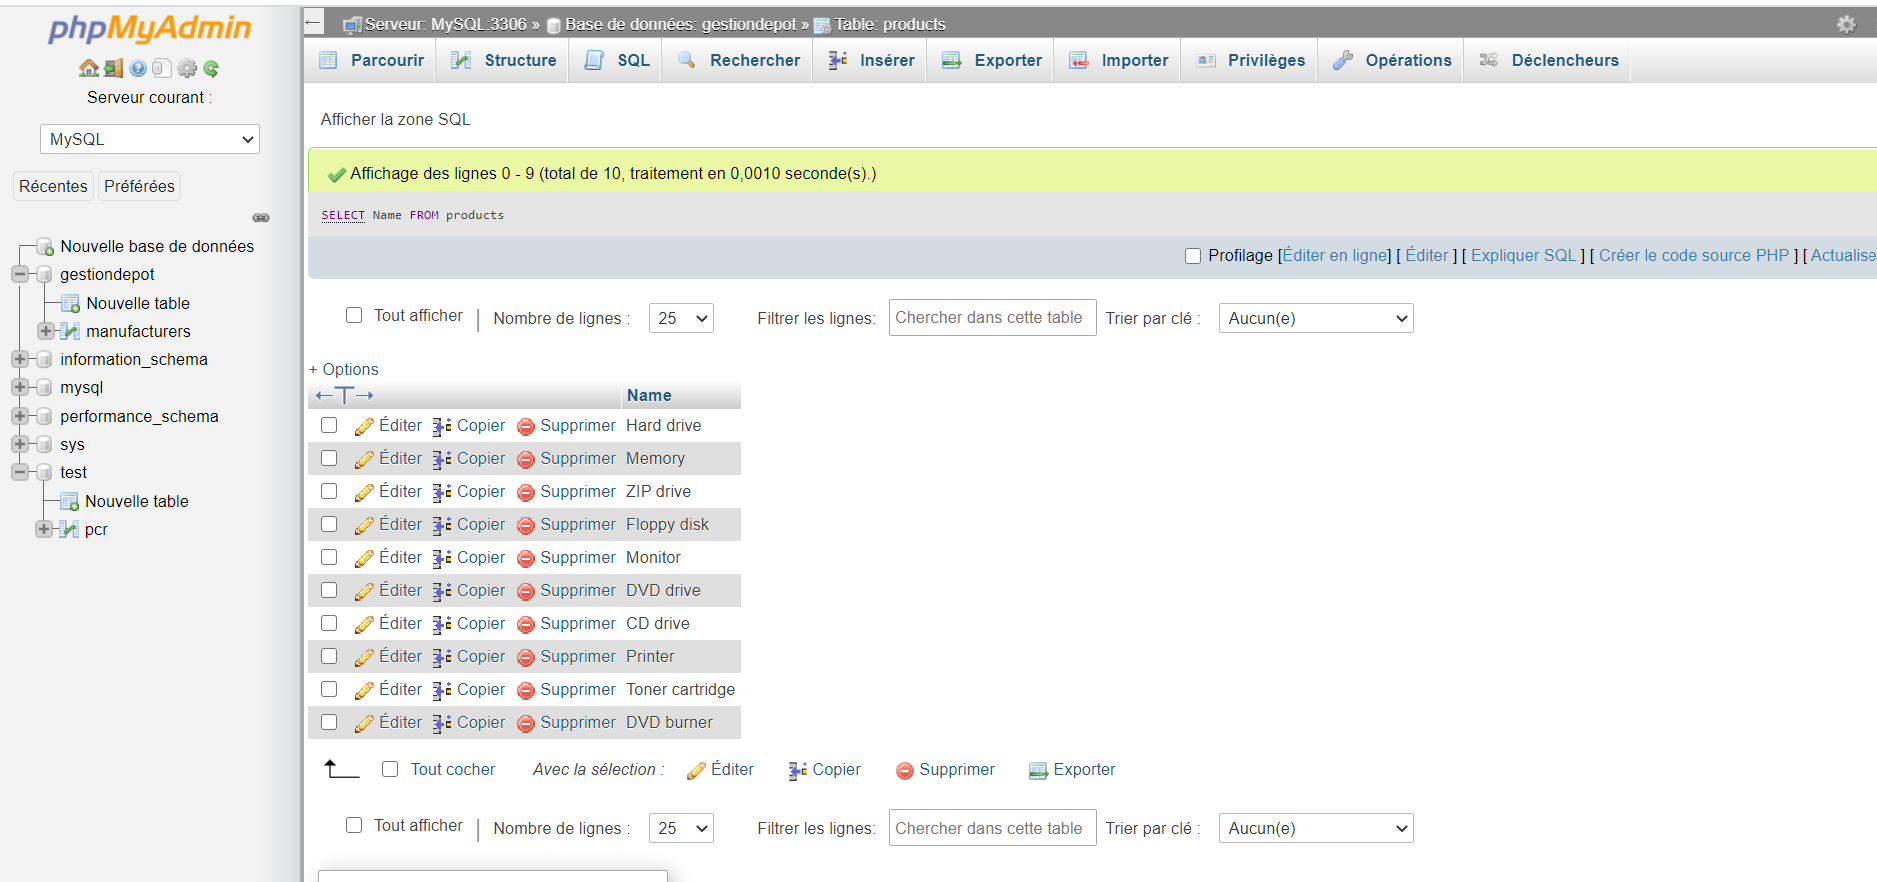 phpMyAdmin
Serveur courant :
MySQL
Récentes Préférées
Nouvelle base de données
gestiondepot
Nouvelle table
manufacturers
information_schema
mysql
performance_schema
sys
test
Nouvelle table
pcr
Serveur: MySQL:3306 » Base de données: gestiondepot » Table: products
Parcourir Structure SQL Rechercher Insérer Exporter Importer Privilèges Opérations Déclencheurs
Afficher la zone SQL
Affichage des lignes 0 - 9 (total de 10, traitement en 0,0010 seconde(s).)
SELECT Name FROM products
Profilage [Éditer en ligne] [ Éditer ] [ Expliquer SQL ] [ Créer le code source PHP ] [ Actualise
Tout afficher | Nombre de lignes : 25 Filtrer les lignes: Chercher dans cette table Trier par clé : Aucun(e)
+ Options
←T→ Name
Éditer Copier Supprimer Hard drive
Éditer Copier Supprimer Memory
Éditer Copier Supprimer ZIP drive
Éditer Copier Supprimer Floppy disk
Éditer Copier Supprimer Monitor
Éditer Copier Supprimer DVD drive
Éditer Copier Supprimer CD drive
Éditer Copier Supprimer Printer
Éditer Copier Supprimer Toner cartridge
Éditer Copier Supprimer DVD burner
Tout cocher Avec la sélection : Éditer Copier Supprimer Exporter
Tout afficher | Nombre de lignes : 25 Filtrer les lignes: Chercher dans cette table Trier par clé : Aucun(e)